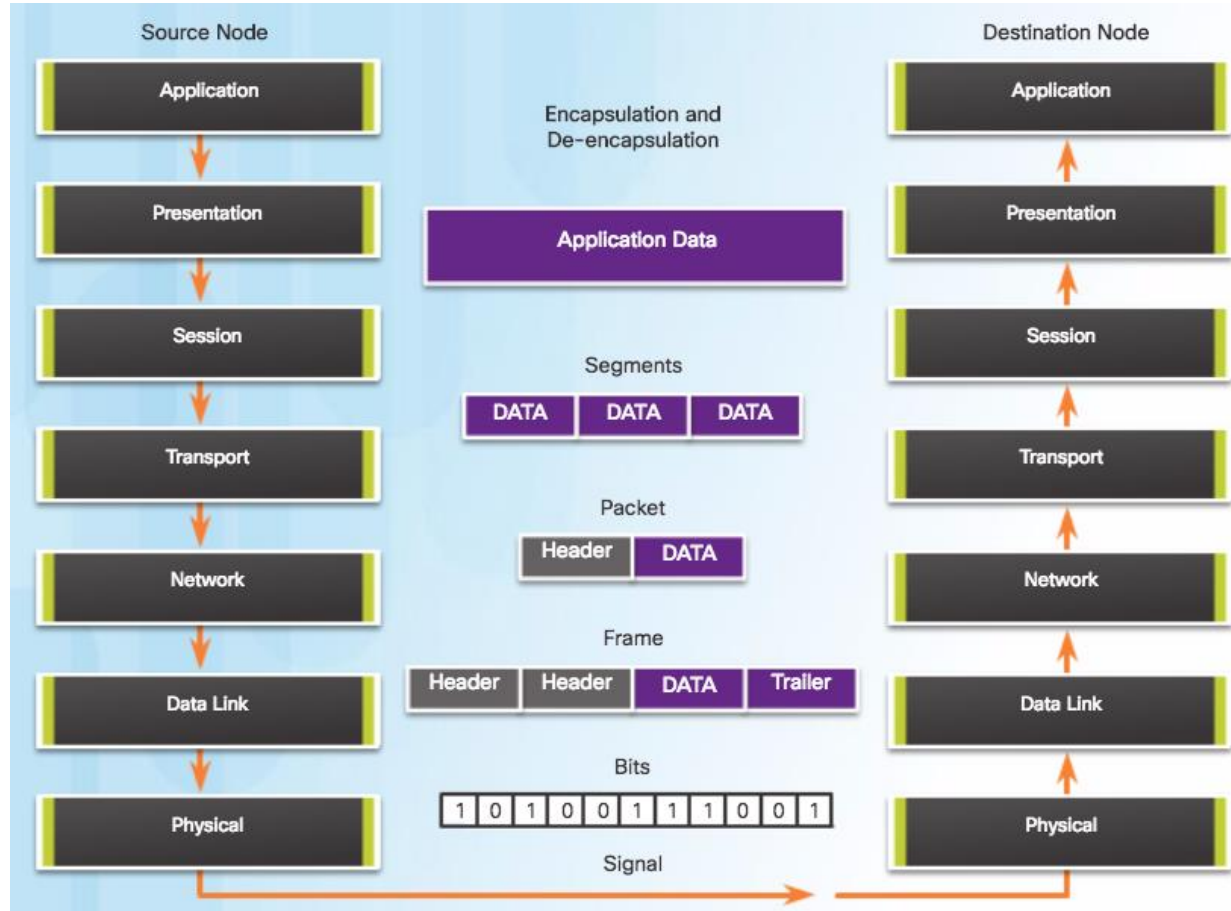 Source Node
Application
Presentation
Session
Transport
Network
Data Link
Physical
Encapsulation and
De-encapsulation
Application Data
Segments
DATA DATA DATA
Packet
Header DATA
Frame
Header Header DATA Trailer
Bits
1 0 1 0 0 1 1 1 0 0 1
Signal
Destination Node
Application
Presentation
Session
Transport
Network
Data Link
Physical